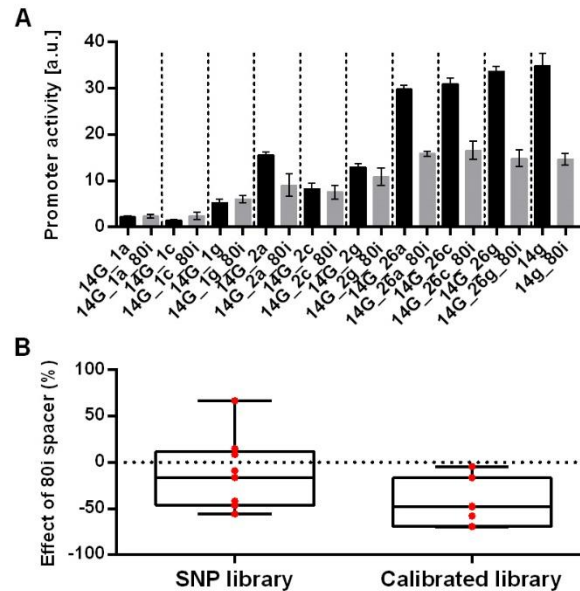 A
Promoter activity [a.u.]
40
30
20
10
0
14G_1a
14G_1a_80i
14G_1c
14G_1c_80i
14G_1g
14G_1g_80i
14G_2a
14G_2a_80i
14G_2c
14G_2c_80i
14G_2g
14G_2g_80i
14G_26a
14G_26a_80i
14G_26c
14G_26c_80i
14G_26g
14G_26g_80i
14g
14g_80i
B
Effect of 80i spacer (%)
100
50
0
-50
-100
SNP library
Calibrated library